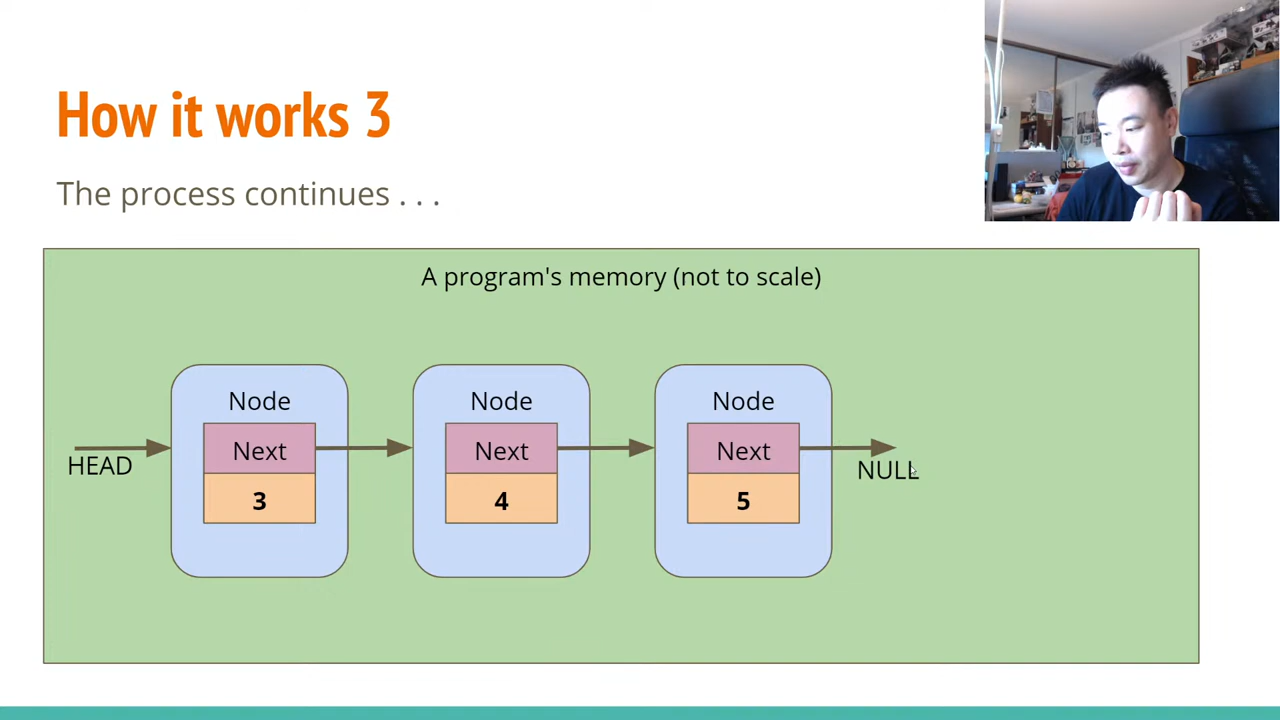 How it works 3
The process continues . . .
A program's memory (not to scale)
Node
Node
Node
Next
Next
Next
HEAD
NULL
3
4
5